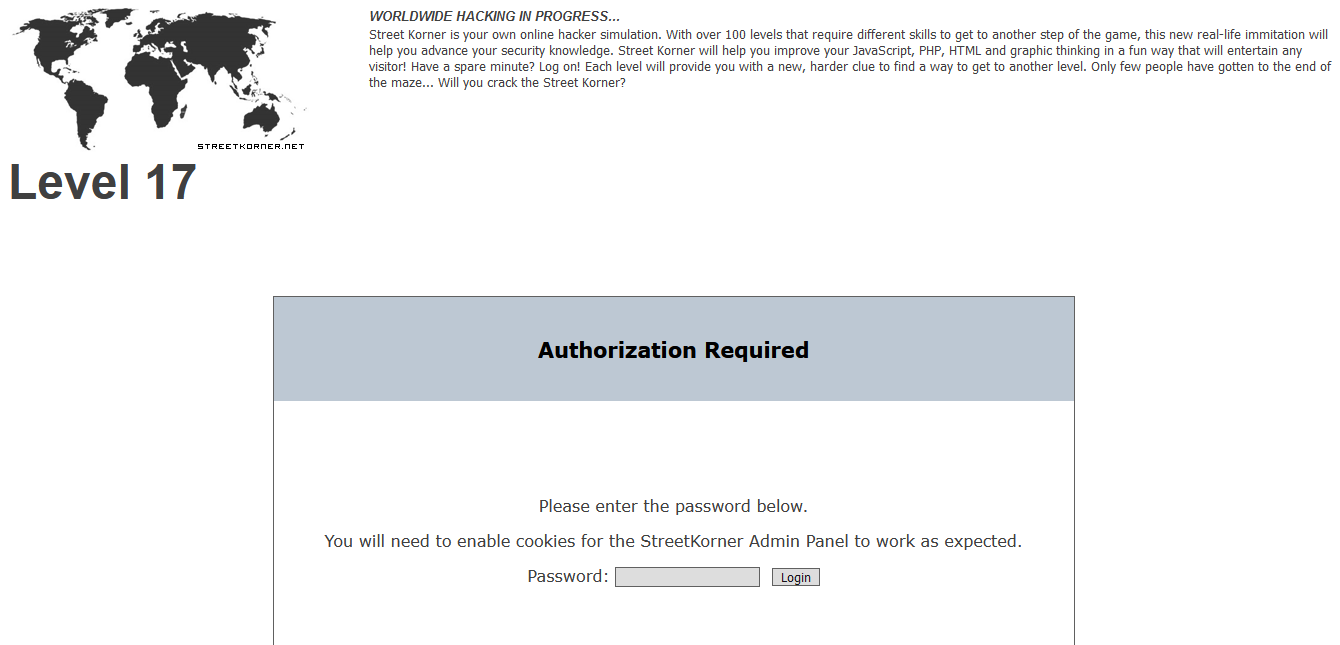 WORLDWIDE HACKING IN PROGRESS...
Street Korner is your own online hacker simulation. With over 100 levels that require different skills to get to another step of the game, this new real-life immitation will
help you advance your security knowledge. Street Korner will help you improve your JavaScript, PHP, HTML and graphic thinking in a fun way that will entertain any
visitor! Have a spare minute? Log on! Each level will provide you with a new, harder clue to find a way to get to another level. Only few people have gotten to the end of
the maze... Will you crack the Street Korner?
STREETKORNER.NET
Level 17
Authorization Required
Please enter the password below.
You will need to enable cookies for the StreetKorner Admin Panel to work as expected.
Password: Login